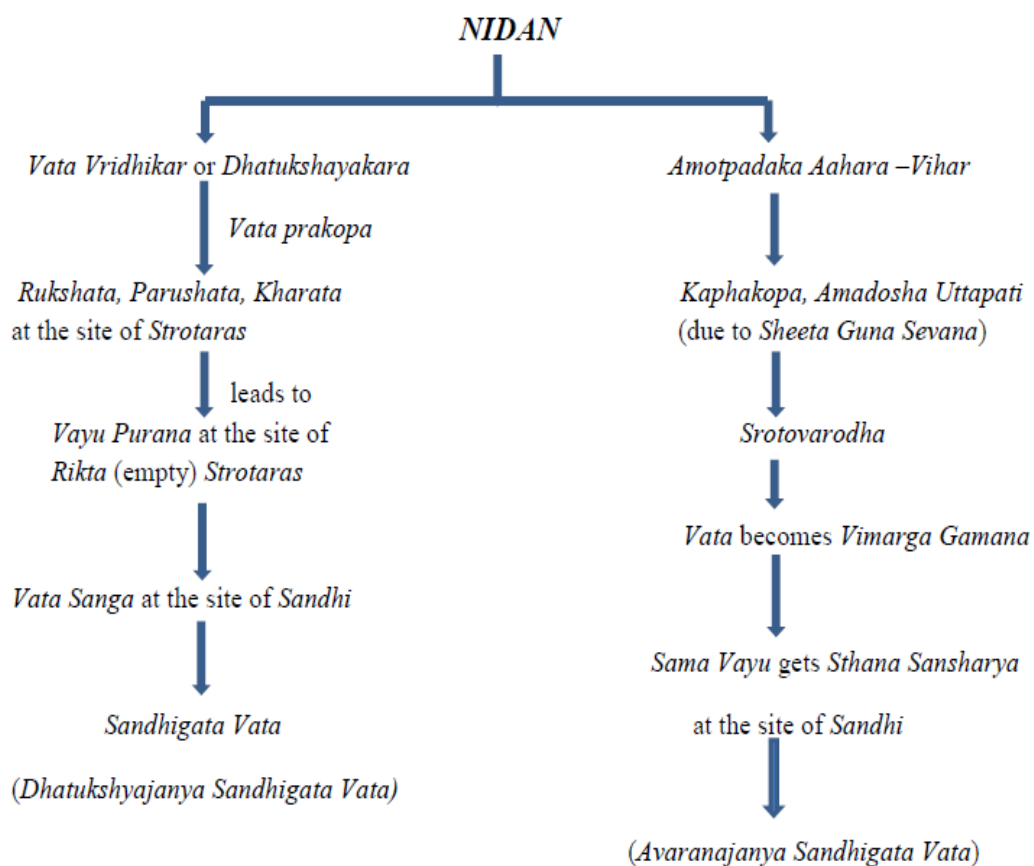 NIDAN
Vata Vridhikar or Dhatukshayakara
Vata prakopa
Rukshata, Parushata, Kharata
at the site of Strotaras
leads to
Vayu Purana at the site of
Rikta (empty) Strotaras
Vata Sanga at the site of Sandhi
Sandhigata Vata
(Dhatukshyajanya Sandhigata Vata)
Amotpadaka Aahara –Vihar
Kaphakopa, Amadosha Uttapati
(due to Sheeta Guna Sevana)
Srotovarodha
Vata becomes Vimarga Gamana
Sama Vayu gets Sthana Sansharya
at the site of Sandhi
(Avaranajanya Sandhigata Vata)